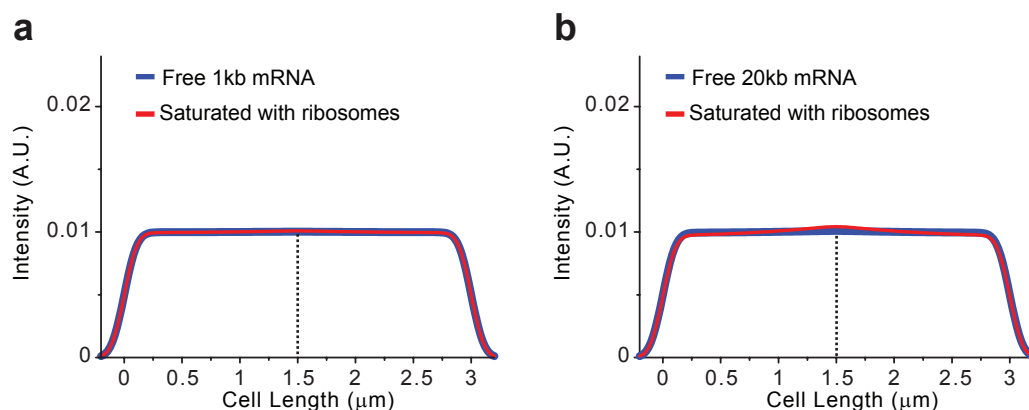 a
Free 1kb mRNA
Saturated with ribosomes
Intensity (A.U.)
0.02
0.01
0
0 0.5 1 1.5 2 2.5 3
Cell Length (μm)
b
Free 20kb mRNA
Saturated with ribosomes
Intensity (A.U.)
0.02
0.01
0
0 0.5 1 1.5 2 2.5 3
Cell Length (μm)